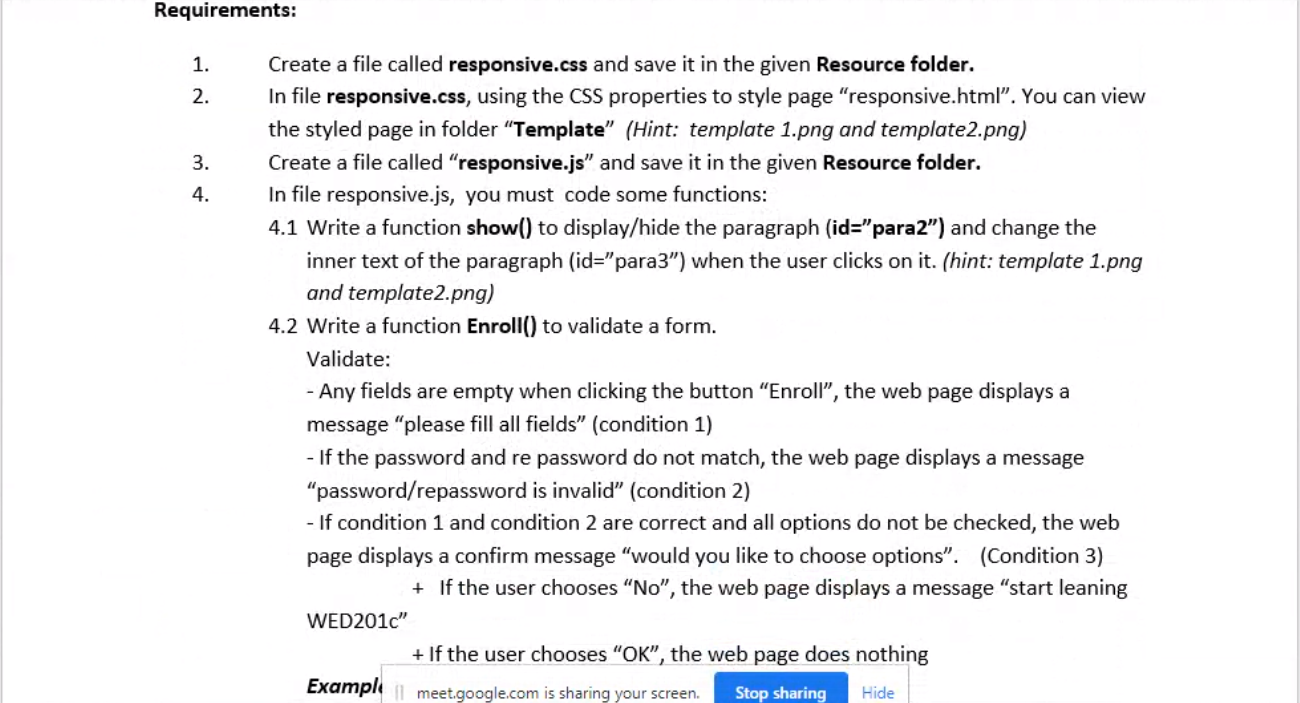 Requirements:
1. Create a file called responsive.css and save it in the given Resource folder.
2. In file responsive.css, using the CSS properties to style page “responsive.html”. You can view
the styled page in folder “Template” (Hint: template 1.png and template2.png)
3. Create a file called “responsive.js” and save it in the given Resource folder.
4. In file responsive.js, you must code some functions:
4.1 Write a function show() to display/hide the paragraph (id=”para2”) and change the
inner text of the paragraph (id=”para3”) when the user clicks on it. (hint: template 1.png
and template2.png)
4.2 Write a function Enroll() to validate a form.
Validate:
- Any fields are empty when clicking the button “Enroll”, the web page displays a
message “please fill all fields” (condition 1)
- If the password and re password do not match, the web page displays a message
“password/repassword is invalid” (condition 2)
- If condition 1 and condition 2 are correct and all options do not be checked, the web
page displays a confirm message “would you like to choose options”. (Condition 3)
+ If the user chooses “No”, the web page displays a message “start leaning
WED201c”
+ If the user chooses “OK”, the web page does nothing
Example meet.google.com is sharing your screen. Stop sharing Hide